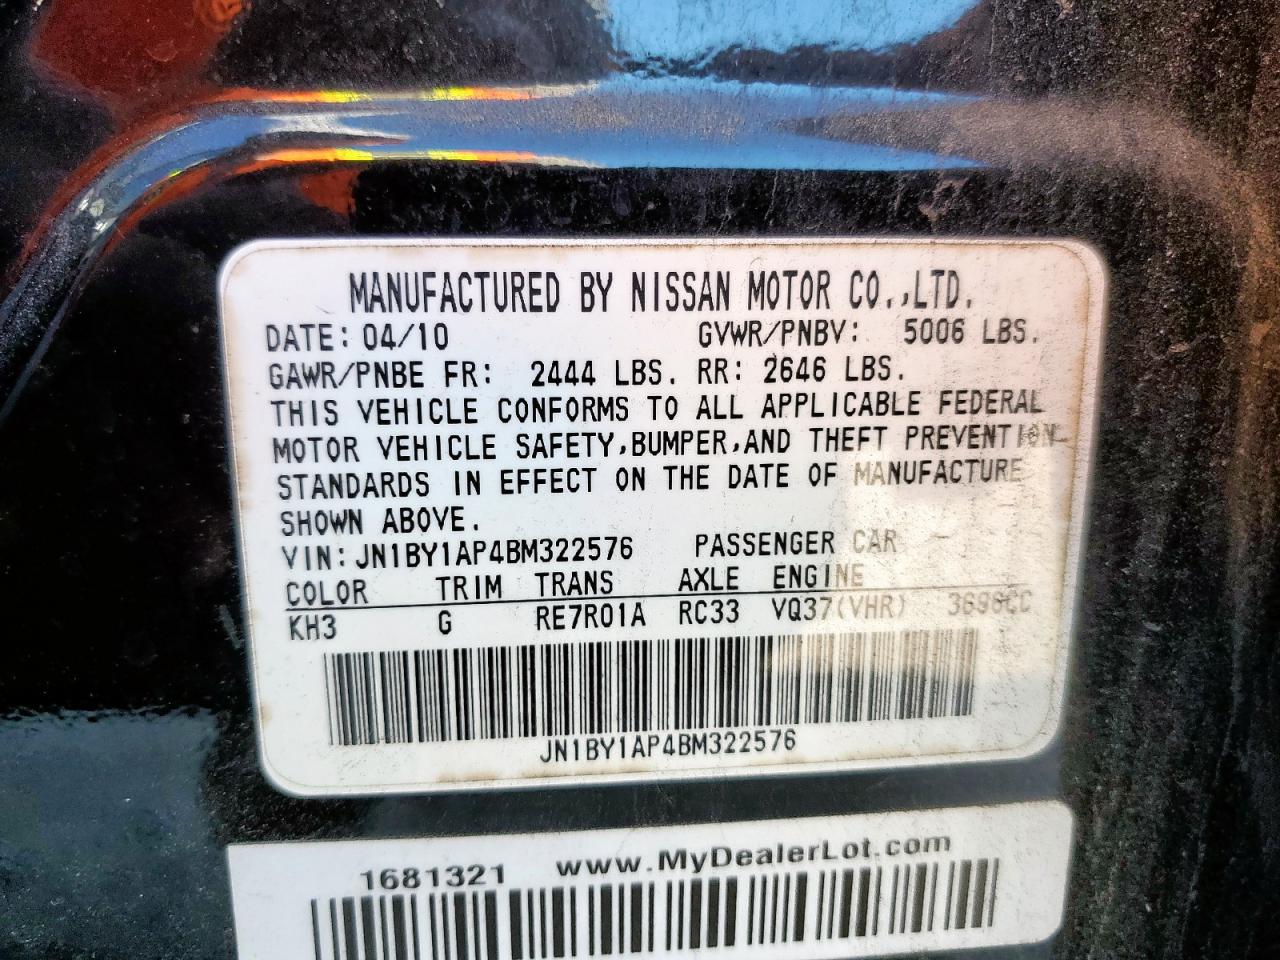 MANUFACTURED BY NISSAN MOTOR CO.,LTD.
DATE: 04/10 GVWR/PNBV: 5006 LBS.
GAWR/PNBE FR: 2444 LBS. RR: 2646 LBS.
THIS VEHICLE CONFORMS TO ALL APPLICABLE FEDERAL
MOTOR VEHICLE SAFETY,BUMPER,AND THEFT PREVENTION
STANDARDS IN EFFECT ON THE DATE OF MANUFACTURE
SHOWN ABOVE.
VIN: JN1BY1AP4BM322576 PASSENGER CAR
COLOR TRIM TRANS AXLE ENGINE
KH3 G RE7R01A RC33 VQ37(VHR) 3696CC
JN1BY1AP4BM322576
1681321 www.MyDealerLot.com